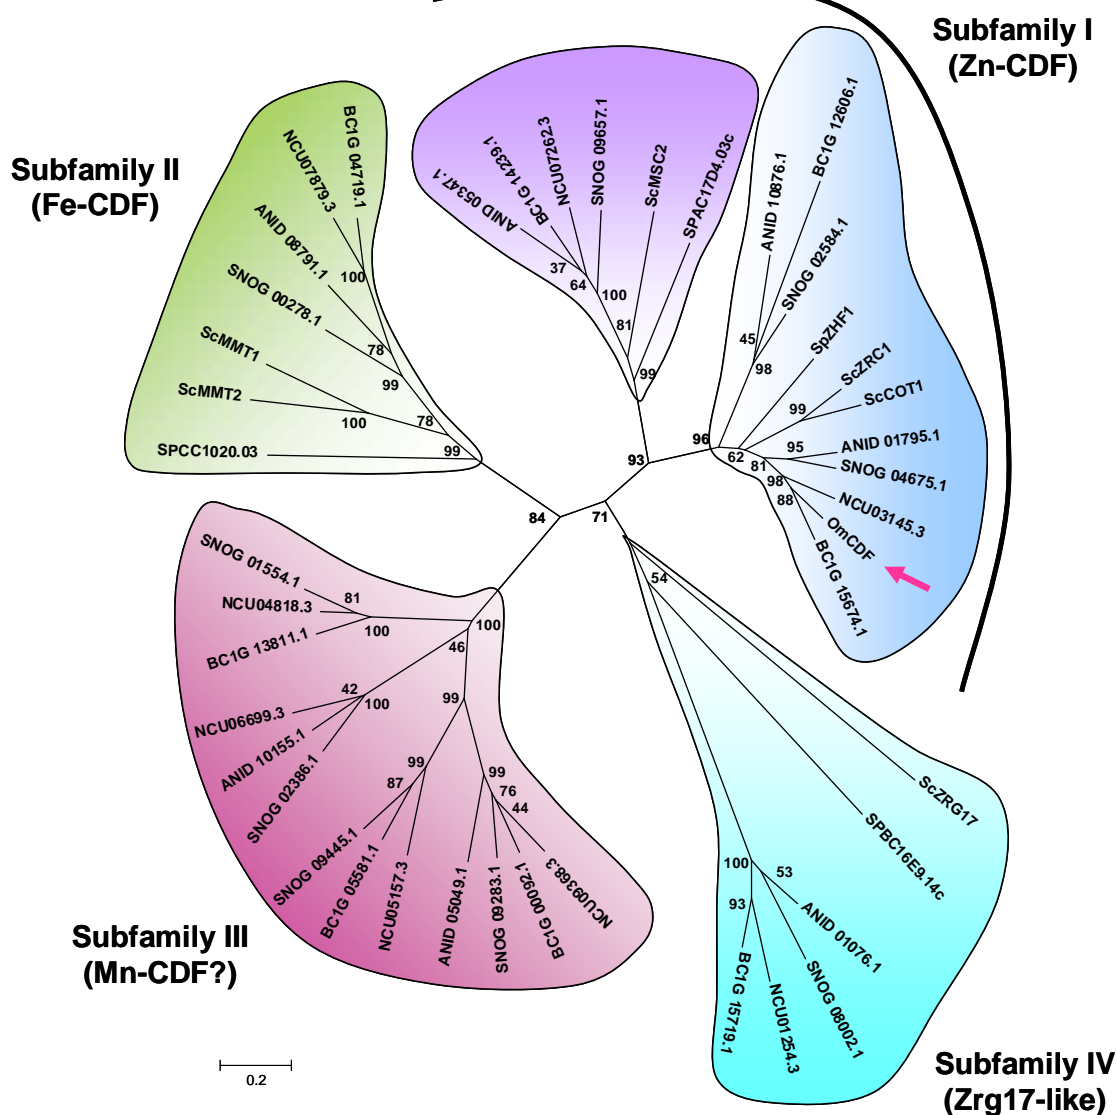 Subfamily I
(Zn-CDF)
Subfamily II
(Fe-CDF)
BC1G 04719.1
NCU07879.3
ANID 08791.1
SNOG 00278.1
ScMMT1
ScMMT2
SPCC1020.03
100
78
99
100
78
99
ANID 05347.1
BC1G 14239.1
NCU07262.3
SNOG 09657.1
ScMSC2
SPAC17D4.03c
37
64
100
81
99
ANID 10876.1
BC1G 12606.1
SNOG 02584.1
SpZHF1
ScZRC1
ScCOT1
ANID 01795.1
SNOG 04675.1
NCU03145.3
OmCDF
BC1G 15674.1
45
98
99
95
96
62
81
98
88
93
84
71
SNOG 01554.1
NCU04818.3
BC1G 13811.1
NCU06699.3
ANID 10155.1
SNOG 02386.1
SNOG 09445.1
BC1G 05581.1
NCU05157.3
ANID 05049.1
SNOG 09283.1
BC1G 00092.1
NCU09368.3
81
100
100
46
42
100
99
99
87
99
76
44
Subfamily III
(Mn-CDF?)
54
ScZRG17
SPBC16E9.14c
100
53
93
ANID 01076.1
SNOG 08002.1
NCU01254.3
BC1G 15719.1
Subfamily IV
(Zrg17-like)
0.2